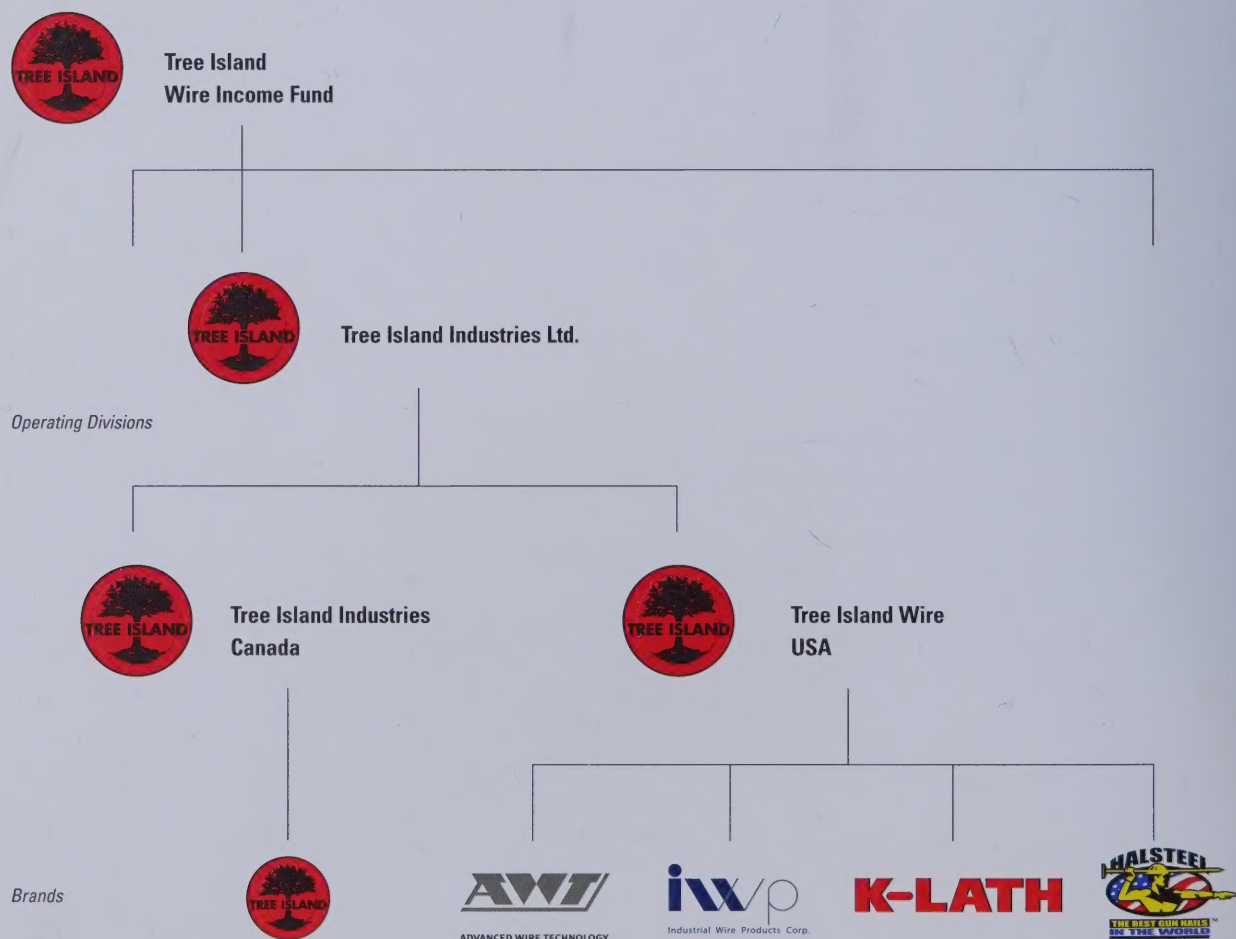 TREE ISLAND
Tree Island
Wire Income Fund
TREE ISLAND
Tree Island Industries Ltd.
Operating Divisions
TREE ISLAND
Tree Island Industries
Canada
TREE ISLAND
Tree Island Wire
USA
Brands
TREE ISLAND
AWT
ADVANCED WIRE TECHNOLOGY
iwp
Industrial Wire Products Corp.
K-LATH
HALSTEEL
THE BEST GUN NAILS™
IN THE WORLD